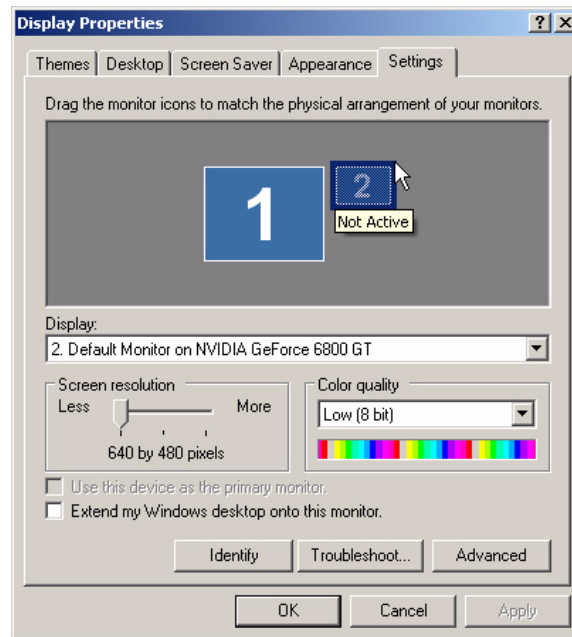 Display Properties
Themes Desktop Screen Saver Appearance Settings
Drag the monitor icons to match the physical arrangement of your monitors.
1 2
Not Active
Display:
2. Default Monitor on NVIDIA GeForce 6800 GT
Screen resolution Color quality
Less More Low (8 bit)
640 by 480 pixels
Use this device as the primary monitor.
Extend my Windows desktop onto this monitor.
Identify Troubleshoot... Advanced
OK Cancel Apply